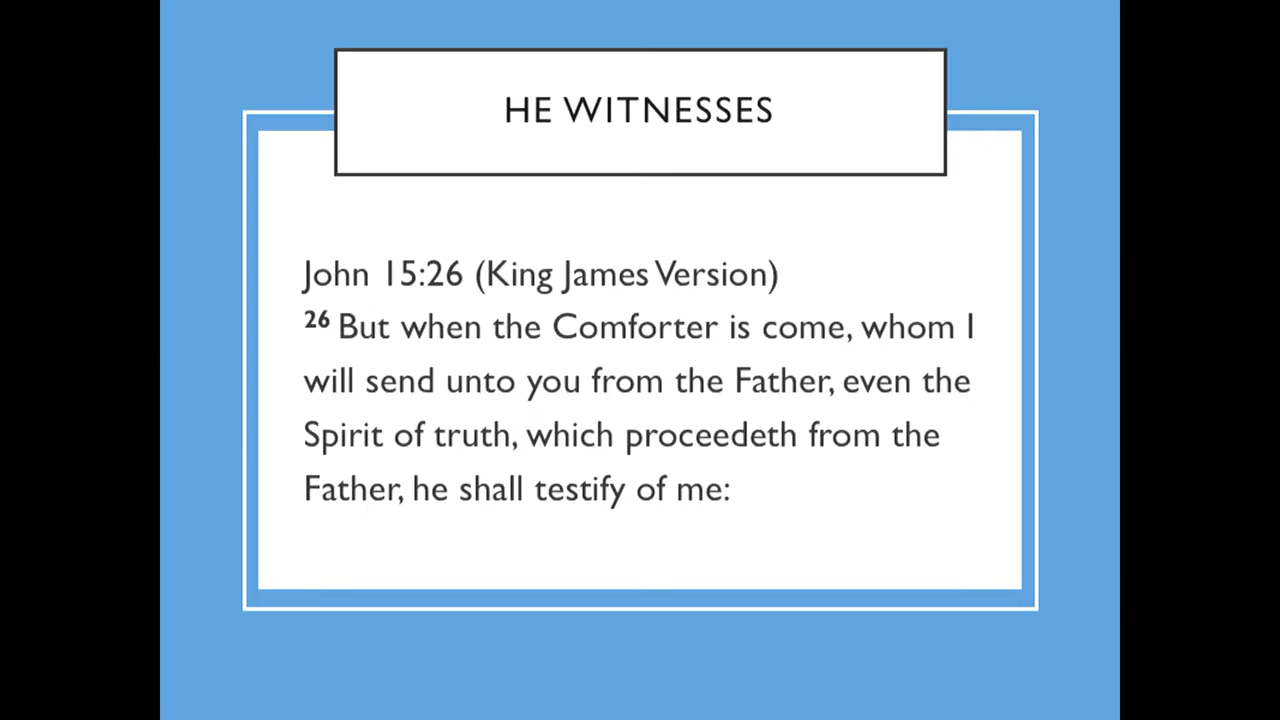 HE WITNESSES
John 15:26 (King James Version)
26 But when the Comforter is come, whom I
will send unto you from the Father, even the
Spirit of truth, which proceedeth from the
Father, he shall testify of me: